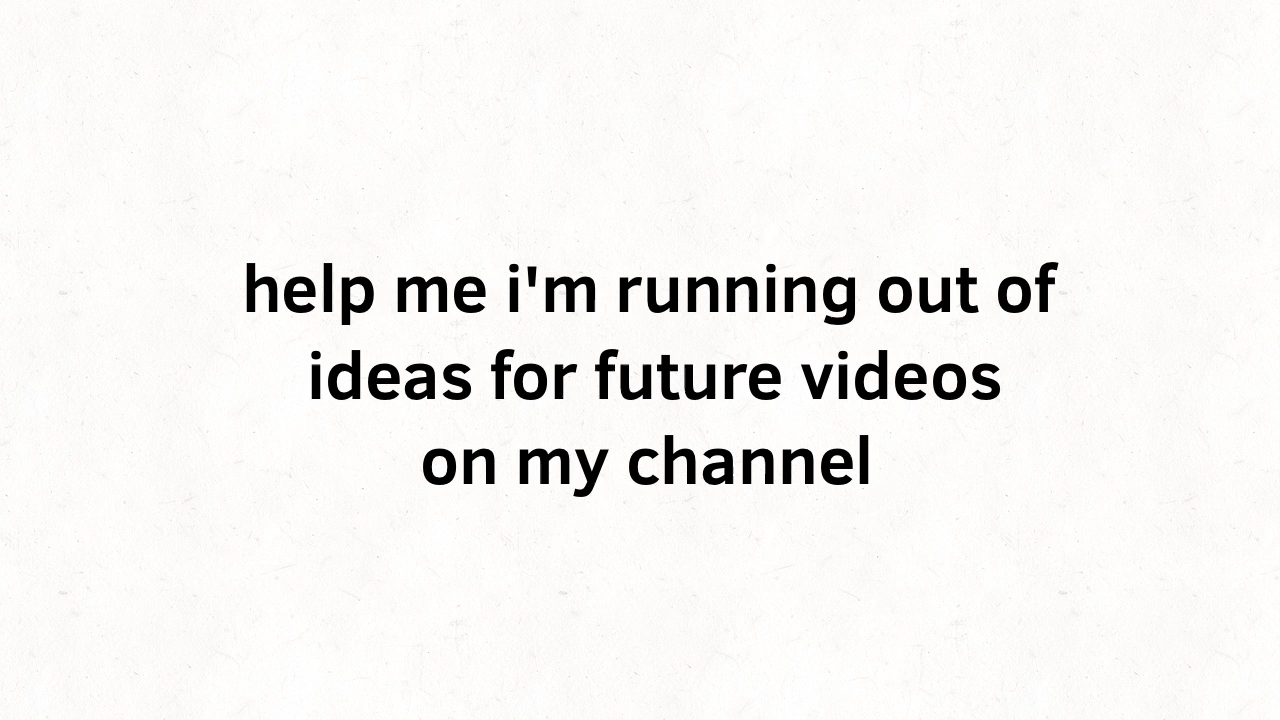 help me i'm running out of
ideas for future videos
on my channel